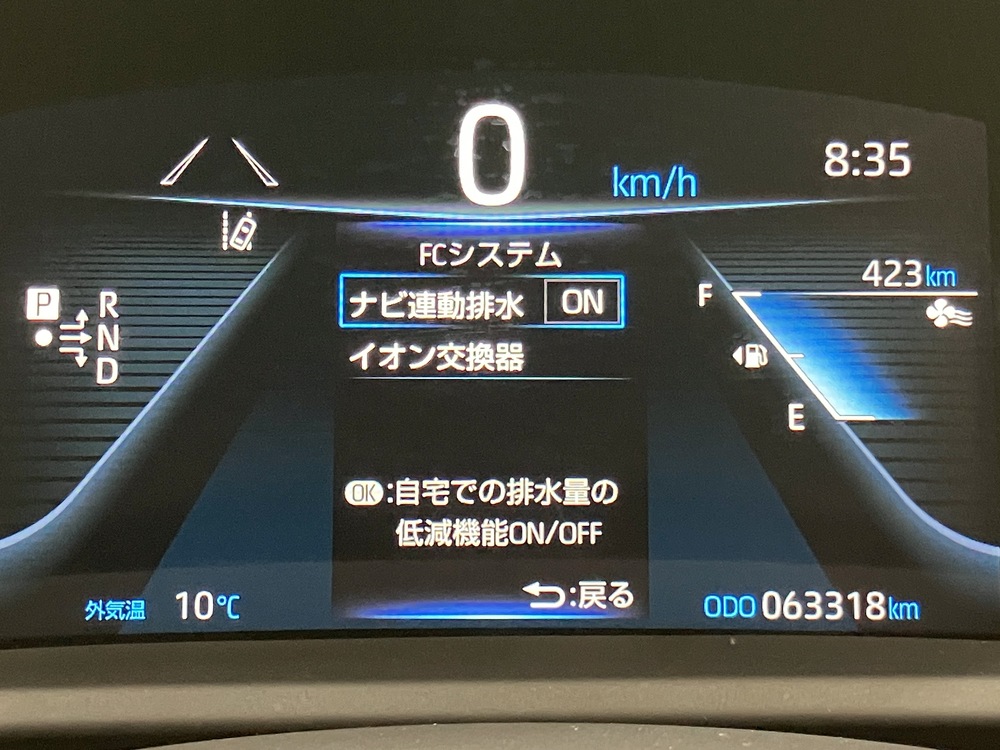 0 km/h
8:35
FCシステム
423km
ナビ連動排水 ON
F
P
R
N
D
イオン交換器
E
OK:自宅での排水量の
低減機能ON/OFF
:戻る
外気温 10℃
ODO 063318km